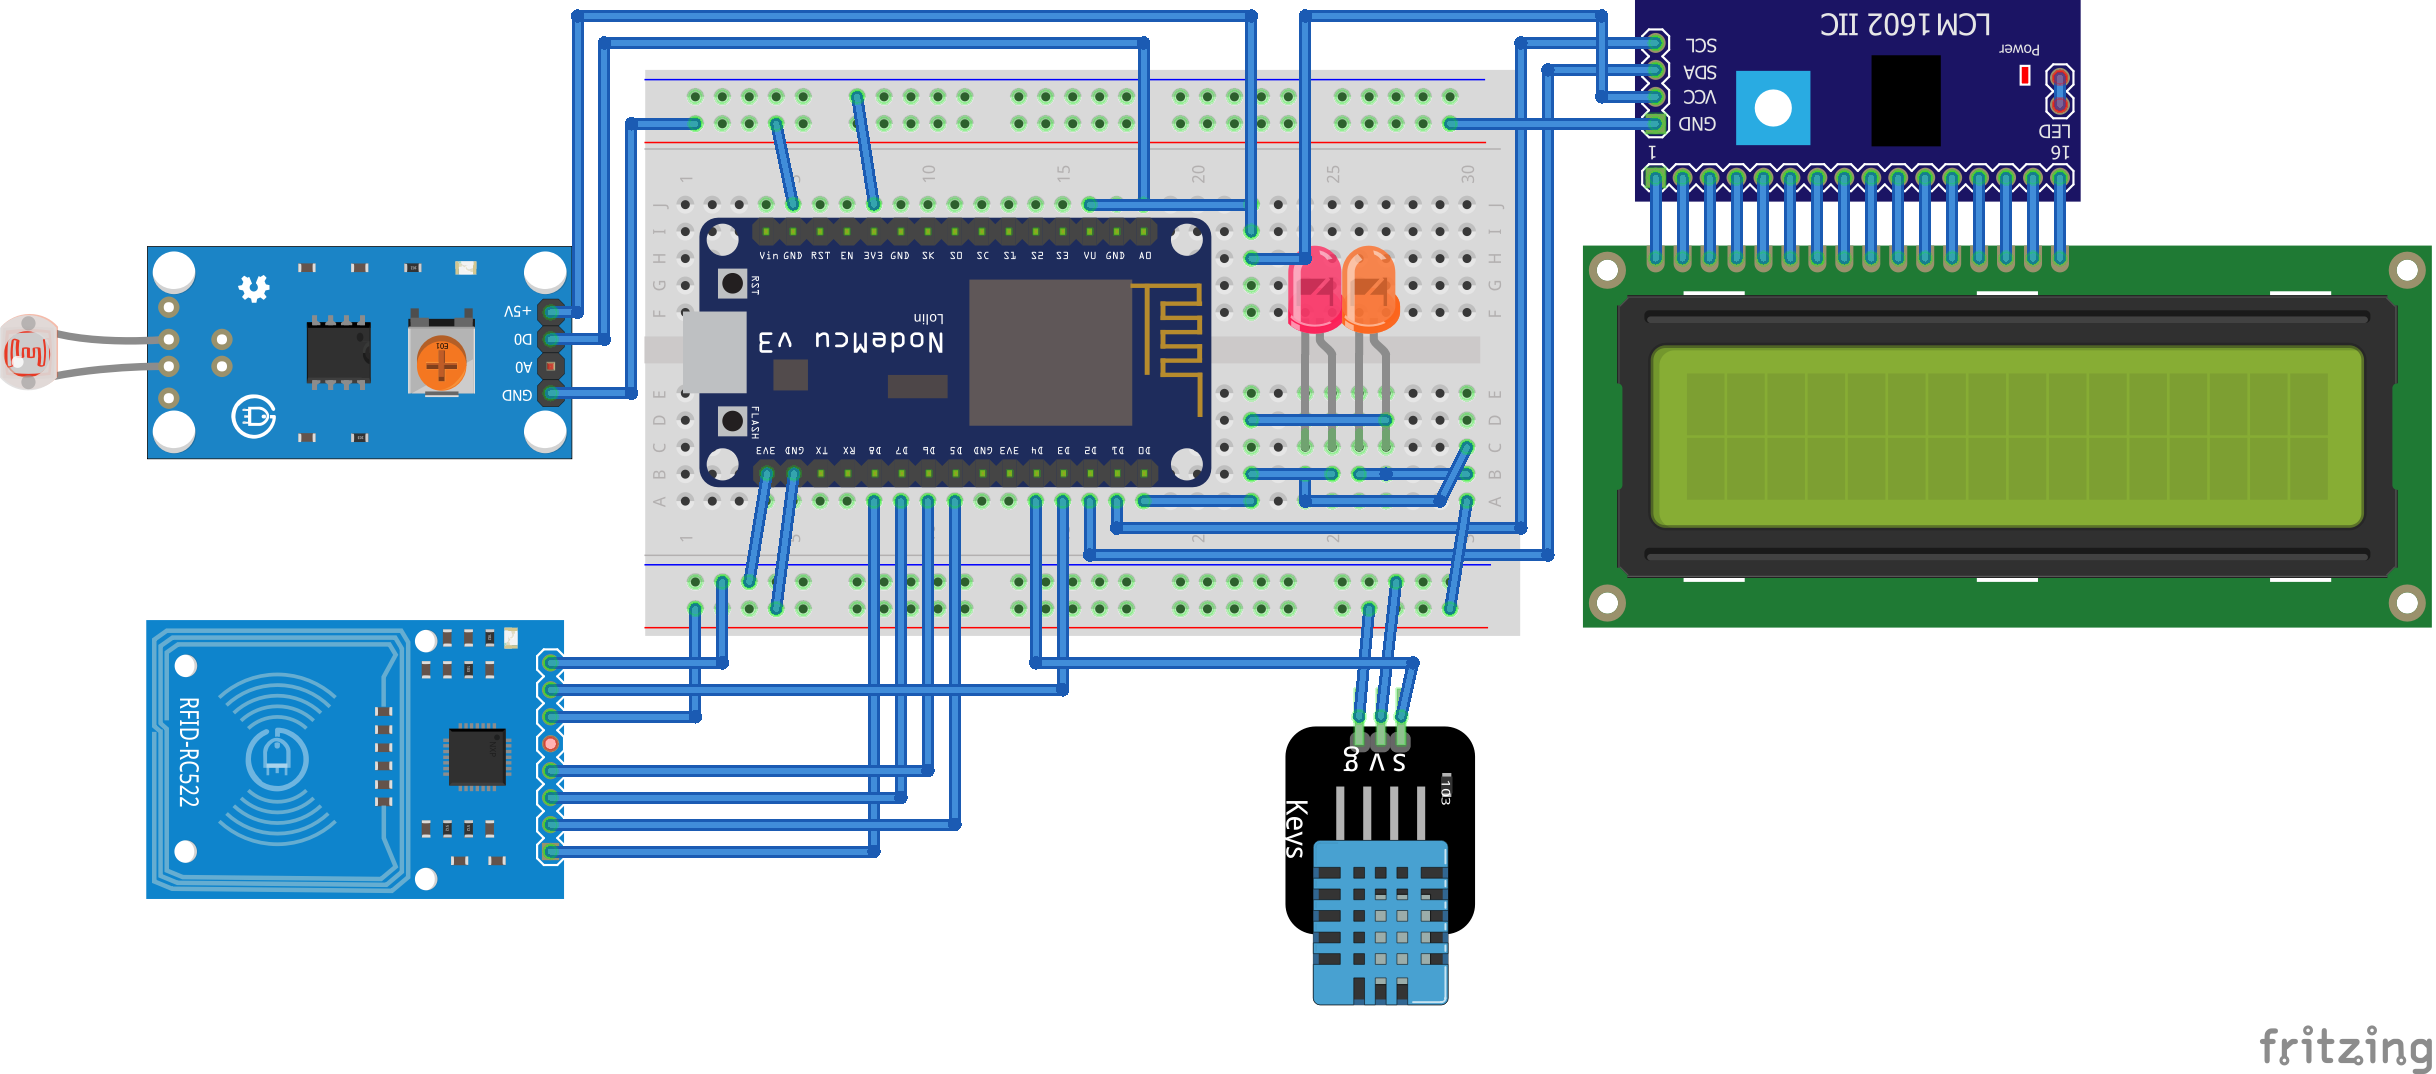 LCM1602 IIC
SCL
SDA
VCC
GND
Power
LED
1
16
+5V
D0
A0
GND
E01
1 5 10 15 20 25 30
J
I
H
G
F
E
D
C
B
A
Vin GND RST EN 3V3 GND SK SO SC S1 S2 S3 VU GND A0
RST
Lolin
NodeMcu v3
FLASH
3V3 GND TX RX D8 D7 D6 D5 GND 3V3 D4 D3 D2 D1 D0
J
I
H
G
F
E
D
C
B
A
RFID-RC522
g V S
103
Keys
fritzing